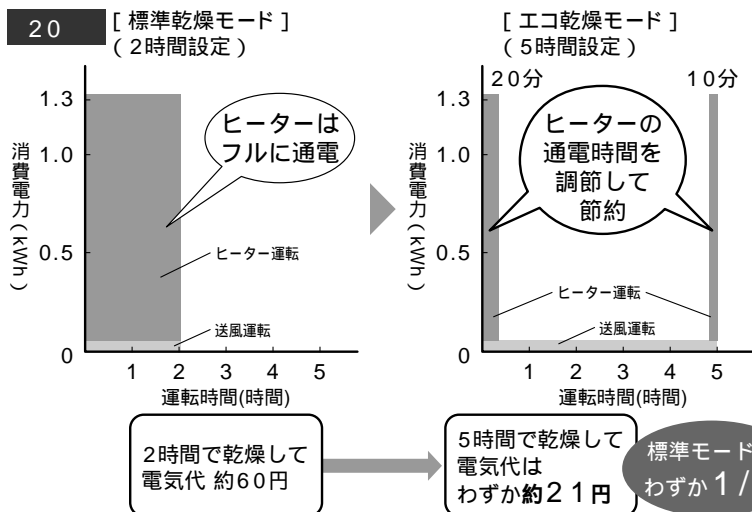 20
[ 標準乾燥モード ]
( 2時間設定 )
消費電力(kWh)
1.3
1.0
0.5
0
ヒーターは
フルに通電
ヒーター運転
送風運転
1 2 3 4 5
運転時間(時間)
2時間で乾燥して
電気代 約60円
[ エコ乾燥モード ]
( 5時間設定 )
20分
10分
消費電力(kWh)
1.3
1.0
0.5
0
ヒーターの
通電時間を
調節して
節約
ヒーター運転
送風運転
1 2 3 4 5
運転時間(時間)
5時間で乾燥して
電気代は
わずか約21円
標準モード
わずか 1/